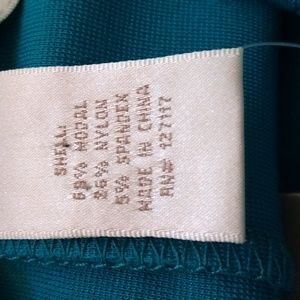 SHELL:
69% MODAL
26% NYLON
5% SPANDEX
MADE IN CHINA
RN# 127117